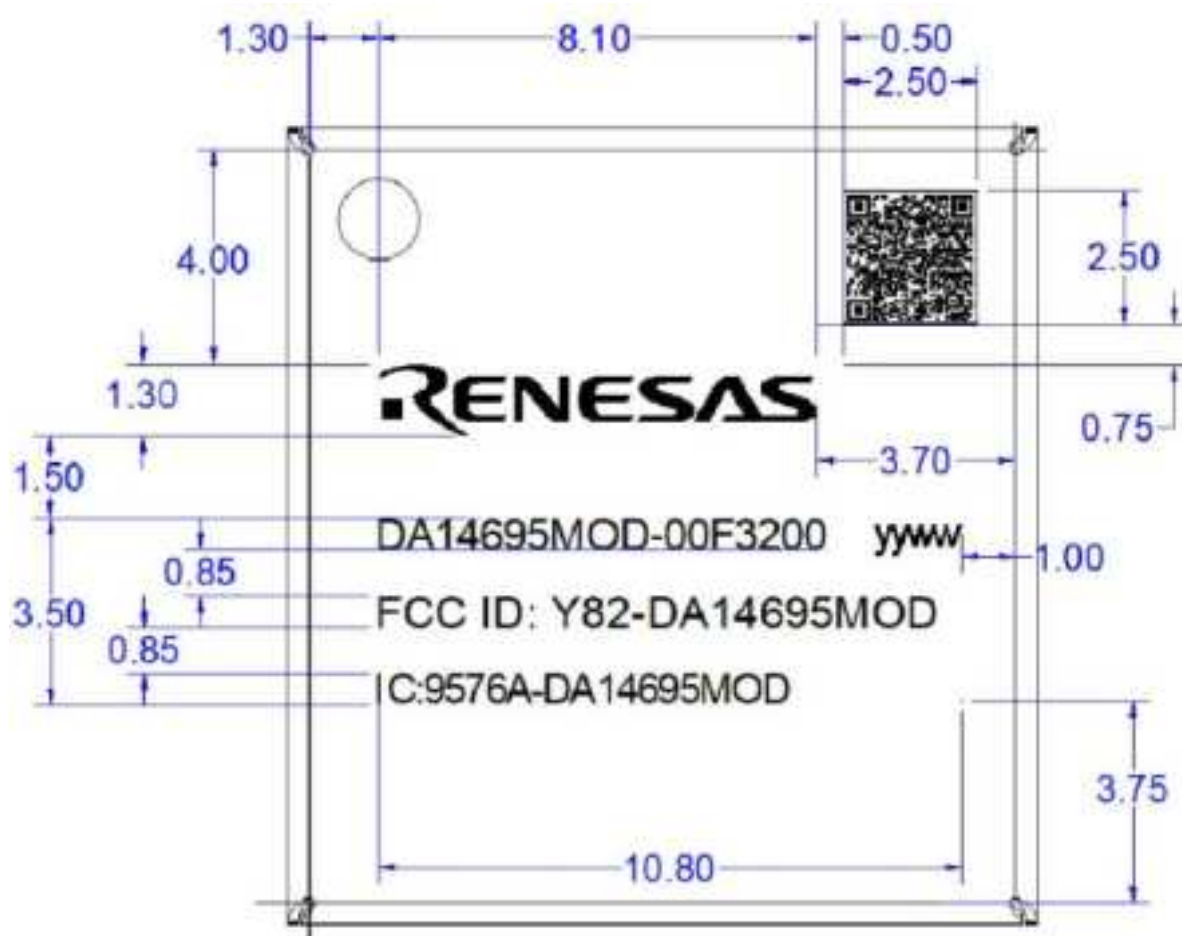 1.30 8.10 0.50
2.50
4.00 2.50
1.30 RENESAS 0.75
3.70
1.50
DA14695MOD-00F3200 yyww 1.00
0.85
3.50 FCC ID: Y82-DA14695MOD
0.85
IC:9576A-DA14695MOD
3.75
10.80